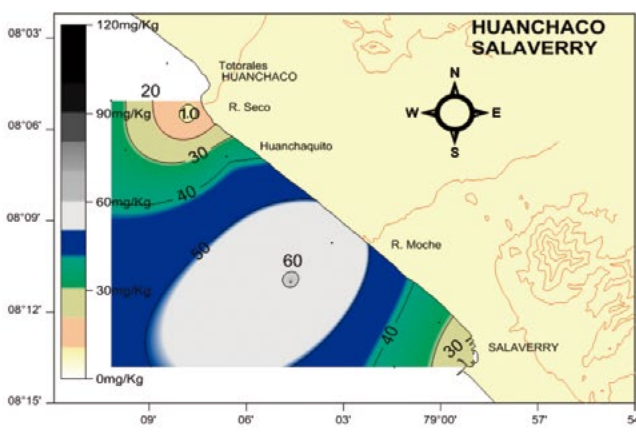 HUANCHACO
SALAVERRY
08°03'
08°06'
08°09'
08°12'
08°15'
120mg/Kg
90mg/Kg
60mg/Kg
30mg/Kg
0mg/Kg
Totorales
HUANCHACO
20
10
R. Seco
30
Huanchaquito
40
N
W
E
S
50
60
R. Moche
40
30
SALAVERRY
09'
06'
03'
79°00'
57'
54